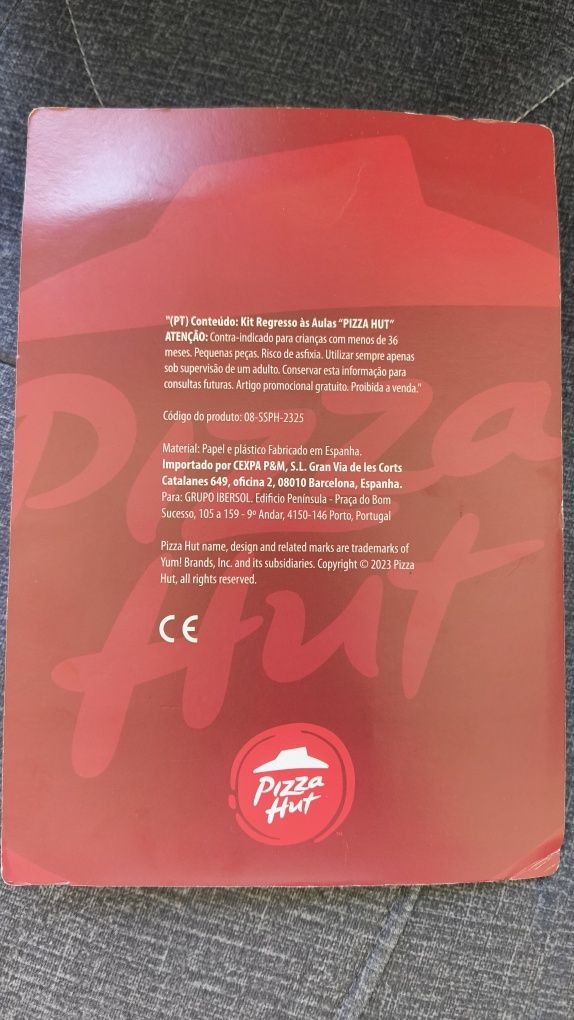 "(PT) Conteúdo: Kit Regresso às Aulas "PIZZA HUT"
ATENÇÃO: Contra-indicado para crianças com menos de 36
meses. Pequenas peças. Risco de asfixia. Utilizar sempre apenas
sob supervisão de um adulto. Conservar esta informação para
consultas futuras. Artigo promocional gratuito. Proibida a venda."
Código do produto: 08-SSPH-2325
Material: Papel e plástico Fabricado em Espanha.
Importado por CEXPA P&M, S.L. Gran Via de les Corts
Catalanes 649, oficina 2, 08010 Barcelona, Espanha.
Para: GRUPO IBERSOL. Edificio Península - Praça do Bom
Sucesso, 105 a 159 - 9º Andar, 4150-146 Porto, Portugal
Pizza Hut name, design and related marks are trademarks of
Yum! Brands, Inc. and its subsidiaries. Copyright © 2023 Pizza
Hut, all rights reserved.
CE
Pizza
Hut
Pizza
Hut
TM